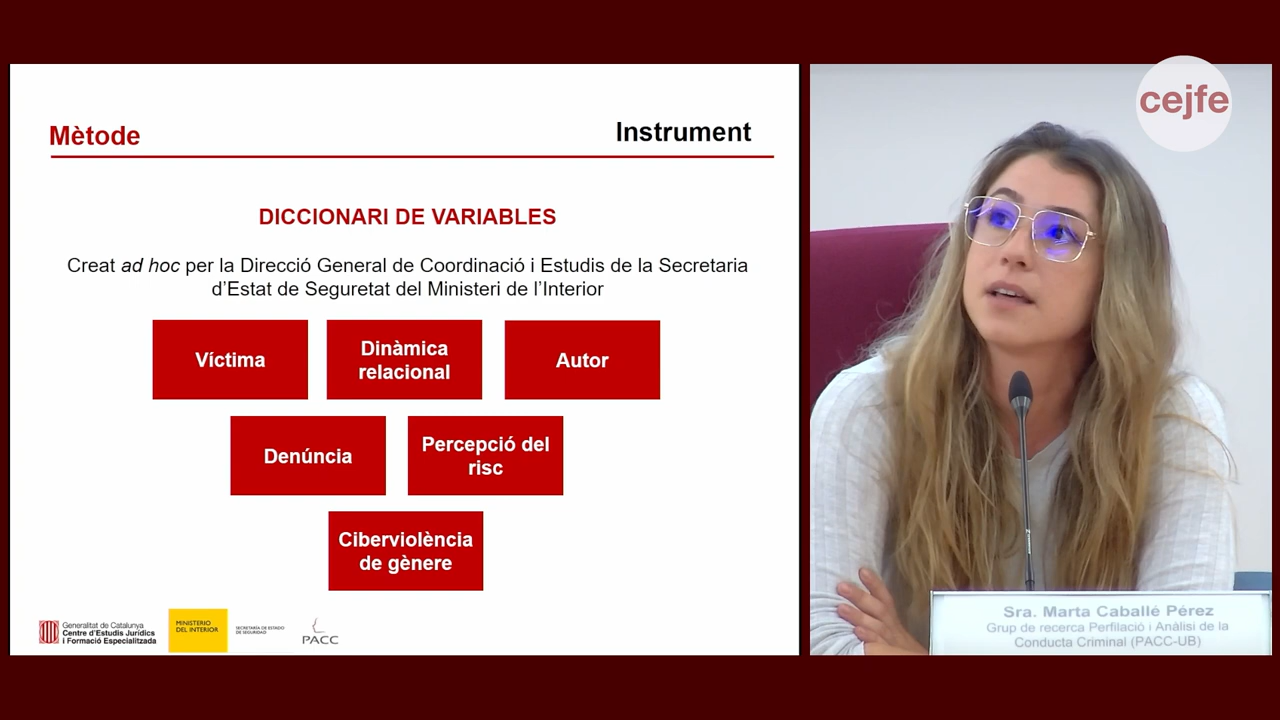 Mètode
Instrument
DICCIONARI DE VARIABLES
Creat ad hoc per la Direcció General de Coordinació i Estudis de la Secretaria
d’Estat de Seguretat del Ministeri de l’Interior
Víctima
Dinàmica
relacional
Autor
Denúncia
Percepció del
risc
Ciberviolència
de gènere
Generalitat de Catalunya
Centre d’Estudis Jurídics
i Formació Especialitzada
MINISTERIO
DEL INTERIOR
SECRETARÍA DE ESTADO
DE SEGURIDAD
PACC
cejfe
Sra. Marta Caballé Pérez
Grup de recerca Perfilació i Anàlisi de la
Conducta Criminal (PACC-UB)